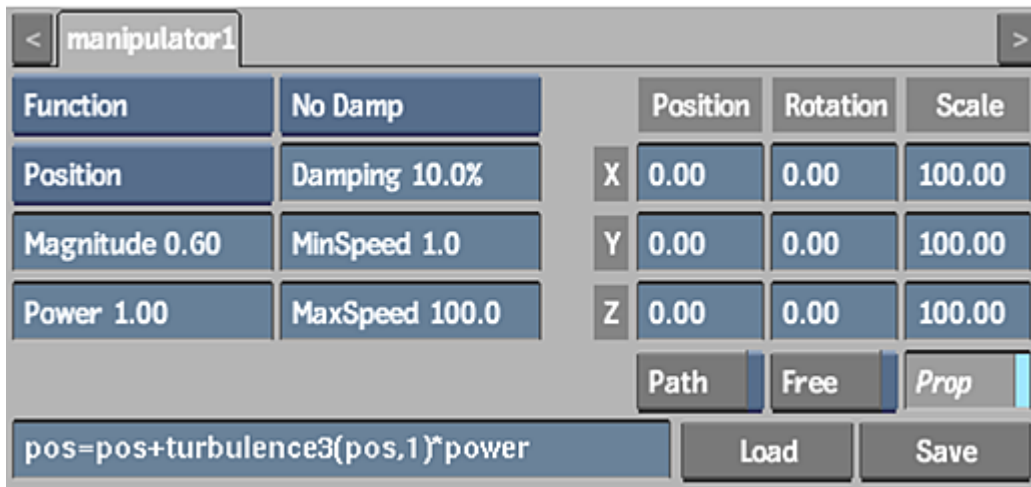 < manipulator1 >
Function No Damp Position Rotation Scale
Position Damping 10.0% X 0.00 0.00 100.00
Magnitude 0.60 MinSpeed 1.0 Y 0.00 0.00 100.00
Power 1.00 MaxSpeed 100.0 Z 0.00 0.00 100.00
Path Free Prop
pos=pos+turbulence3(pos,1)*power Load Save